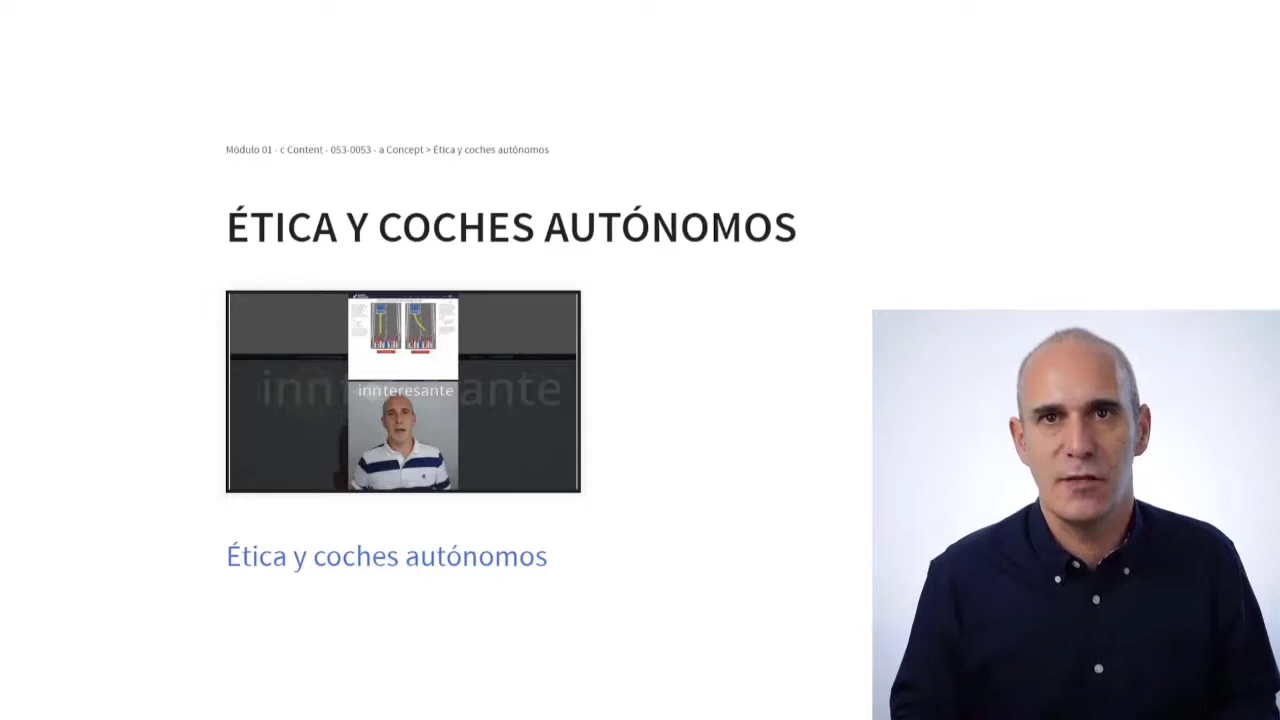 Módulo 01 - c Content - 053-0053 - a Concept > Ética y coches autónomos
ÉTICA Y COCHES AUTÓNOMOS
innteresante
Ética y coches autónomos